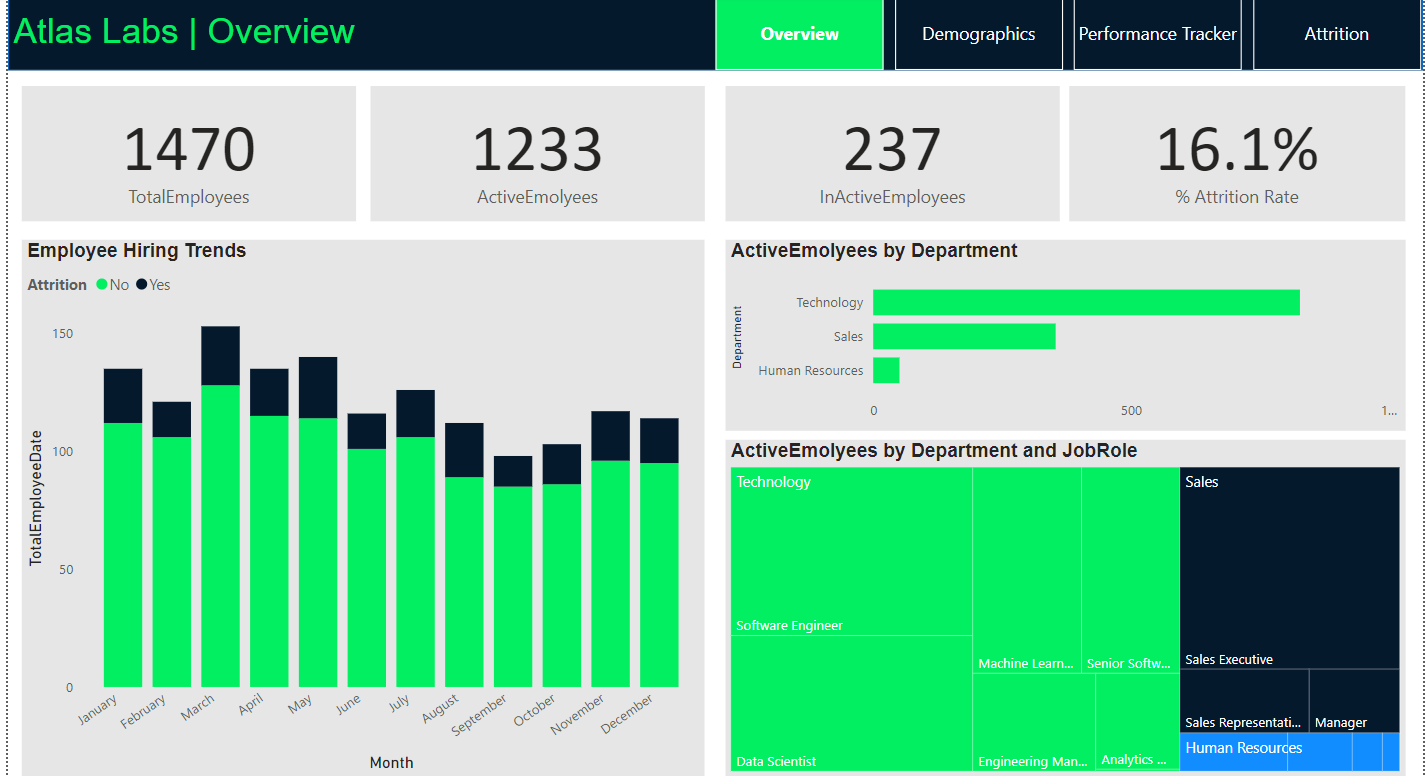 Atlas Labs | Overview
Overview
Demographics
Performance Tracker
Attrition
1470
TotalEmployees
1233
ActiveEmolyees
237
InActiveEmployees
16.1%
% Attrition Rate
Employee Hiring Trends
Attrition No Yes
TotalEmployeeDate
150
100
50
0
January
February
March
April
May
June
July
August
September
October
November
December
Month
ActiveEmolyees by Department
Department
Technology
Sales
Human Resources
0
500
1...
ActiveEmolyees by Department and JobRole
Technology
Software Engineer
Data Scientist
Machine Learn...
Senior Softw...
Engineering Man...
Analytics ...
Sales
Sales Executive
Sales Representati...
Manager
Human Resources